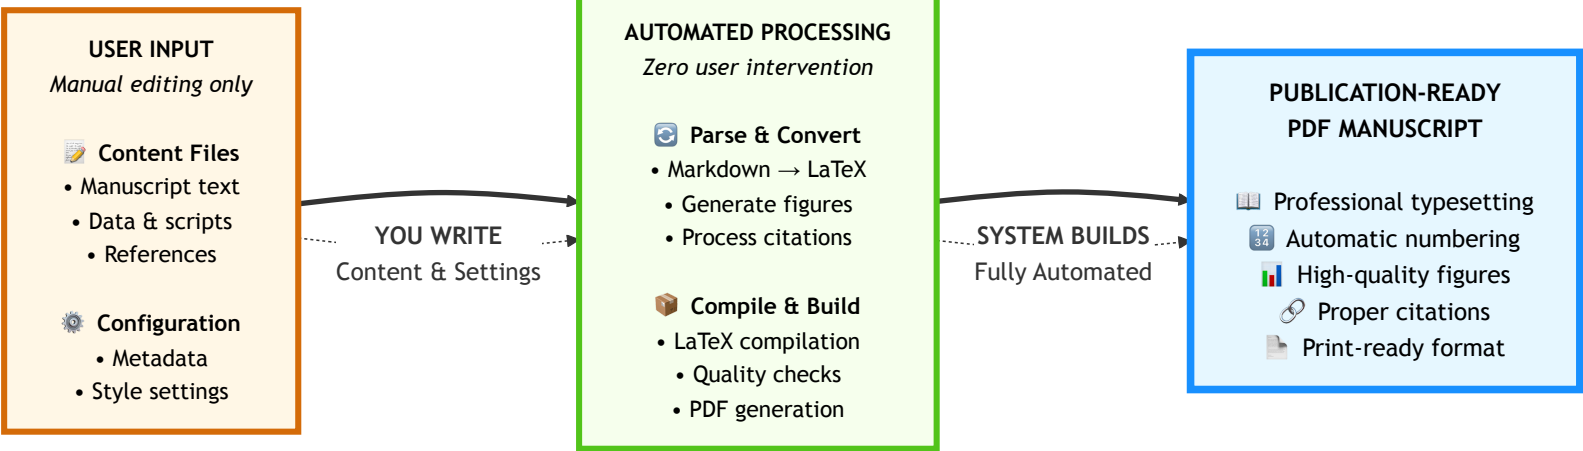 USER INPUT
Manual editing only
📝 Content Files
• Manuscript text
• Data & scripts
• References
⚙️ Configuration
• Metadata
• Style settings
YOU WRITE
Content & Settings
AUTOMATED PROCESSING
Zero user intervention
🔄 Parse & Convert
• Markdown → LaTeX
• Generate figures
• Process citations
📦 Compile & Build
• LaTeX compilation
• Quality checks
• PDF generation
SYSTEM BUILDS
Fully Automated
PUBLICATION-READY
PDF MANUSCRIPT
📖 Professional typesetting
🔢 Automatic numbering
📊 High-quality figures
🔗 Proper citations
📄 Print-ready format